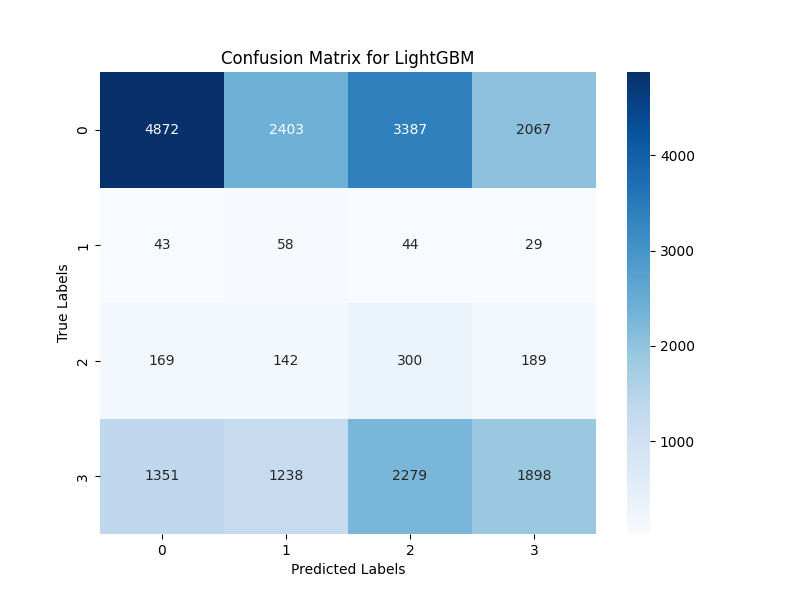 Confusion Matrix for LightGBM
0 4872 2403 3387 2067
1 43 58 44 29
2 169 142 300 189
3 1351 1238 2279 1898
0 1 2 3
Predicted Labels
True Labels
4000
3000
2000
1000